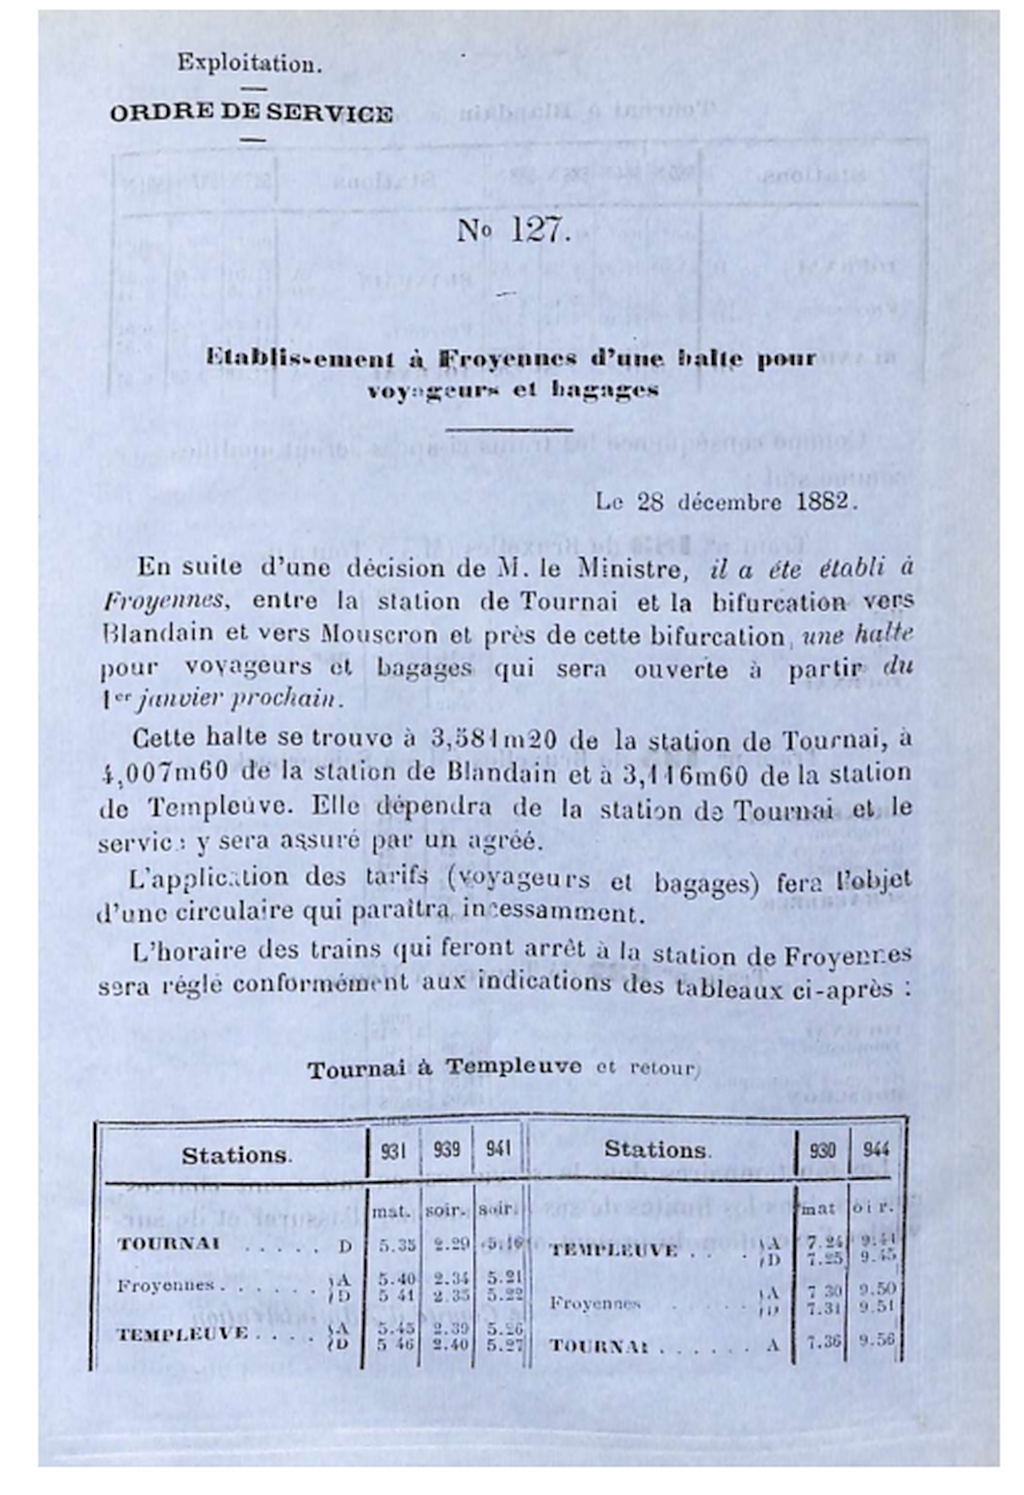 Exploitation.
ORDRE DE SERVICE
No 127.
Etablissement à Froyennes d'une halte pour
voyageurs et bagages
Le 28 décembre 1882.
En suite d'une décision de M. le Ministre, il a éte établi à
Froyennes, entre la station de Tournai et la bifurcation vers
Blandain et vers Mouscron et près de cette bifurcation, une halte
pour voyageurs et bagages qui sera ouverte à partir du
1er janvier prochain.
Cette halte se trouve à 3,581m20 de la station de Tournai, à
4,007m60 de la station de Blandain et à 3,116m60 de la station
de Templeuve. Elle dépendra de la station de Tournai et le
service y sera assuré par un agréé.
L'application des tarifs (voyageurs et bagages) fera l'objet
d'une circulaire qui paraîtra incessamment.
L'horaire des trains qui feront arrêt à la station de Froyennes
sera réglé conformément aux indications des tableaux ci-après :
Tournai à Templeuve et retour
Stations. 931 939 941 Stations. 930 944
mat. soir. soir. mat oir.
TOURNAI ..... D 5.35 2.29 5.16 TEMPLEUVE . . . A 7.24 9.44
D 7.25 9.45
Froyennes . . . . . . A 5.40 2.34 5.21
D 5 41 2.35 5.22 Froyennes . . . . . A 7 30 9.50
D 7.31 9.51
TEMPLEUVE . . . . A 5.45 2.39 5.26
D 5 46 2.40 5.27 TOURNAI . . . . . . . A 7.36 9.56